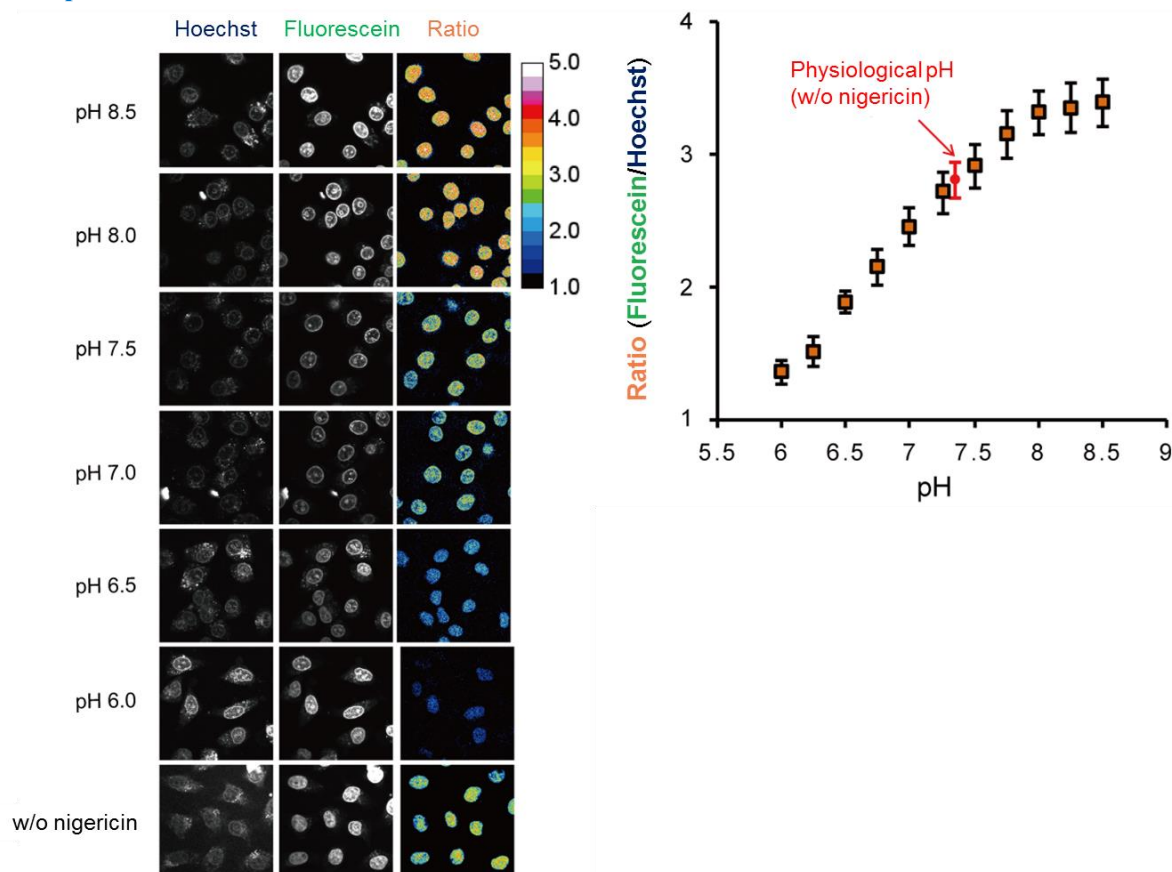 Hoechst Fluorescein Ratio
pH 8.5
pH 8.0
pH 7.5
pH 7.0
pH 6.5
pH 6.0
w/o nigericin
5.0
4.0
3.0
2.0
1.0
Ratio (Fluorescein/Hoechst)
4
3
2
1
Physiological pH
(w/o nigericin)
5.5 6 6.5 7 7.5 8 8.5 9
pH